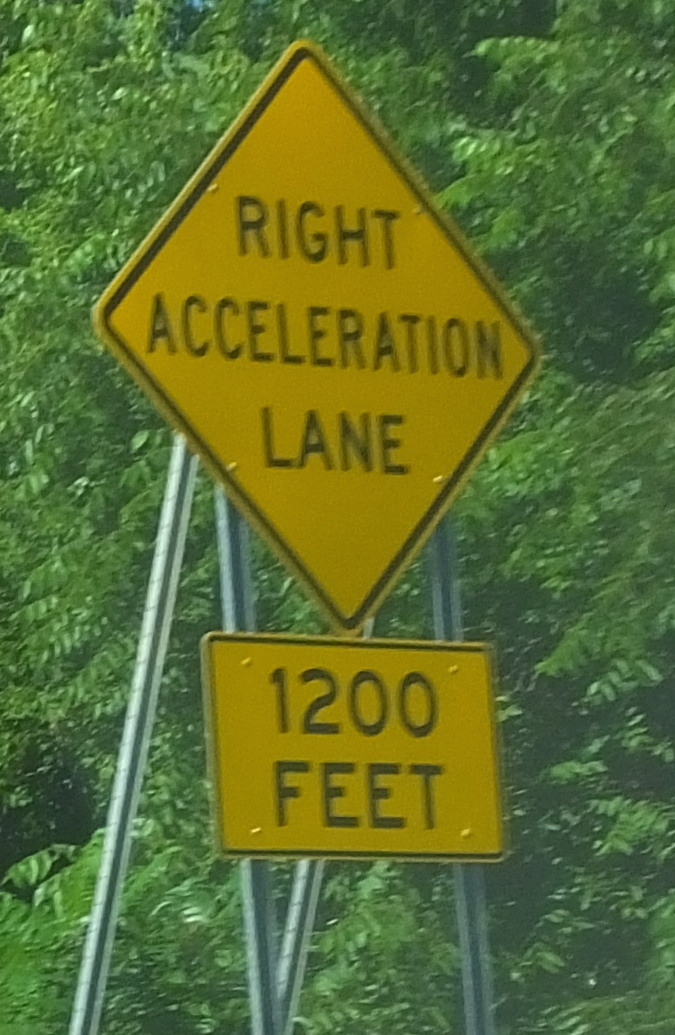 RIGHT
ACCELERATION
LANE
1200
FEET